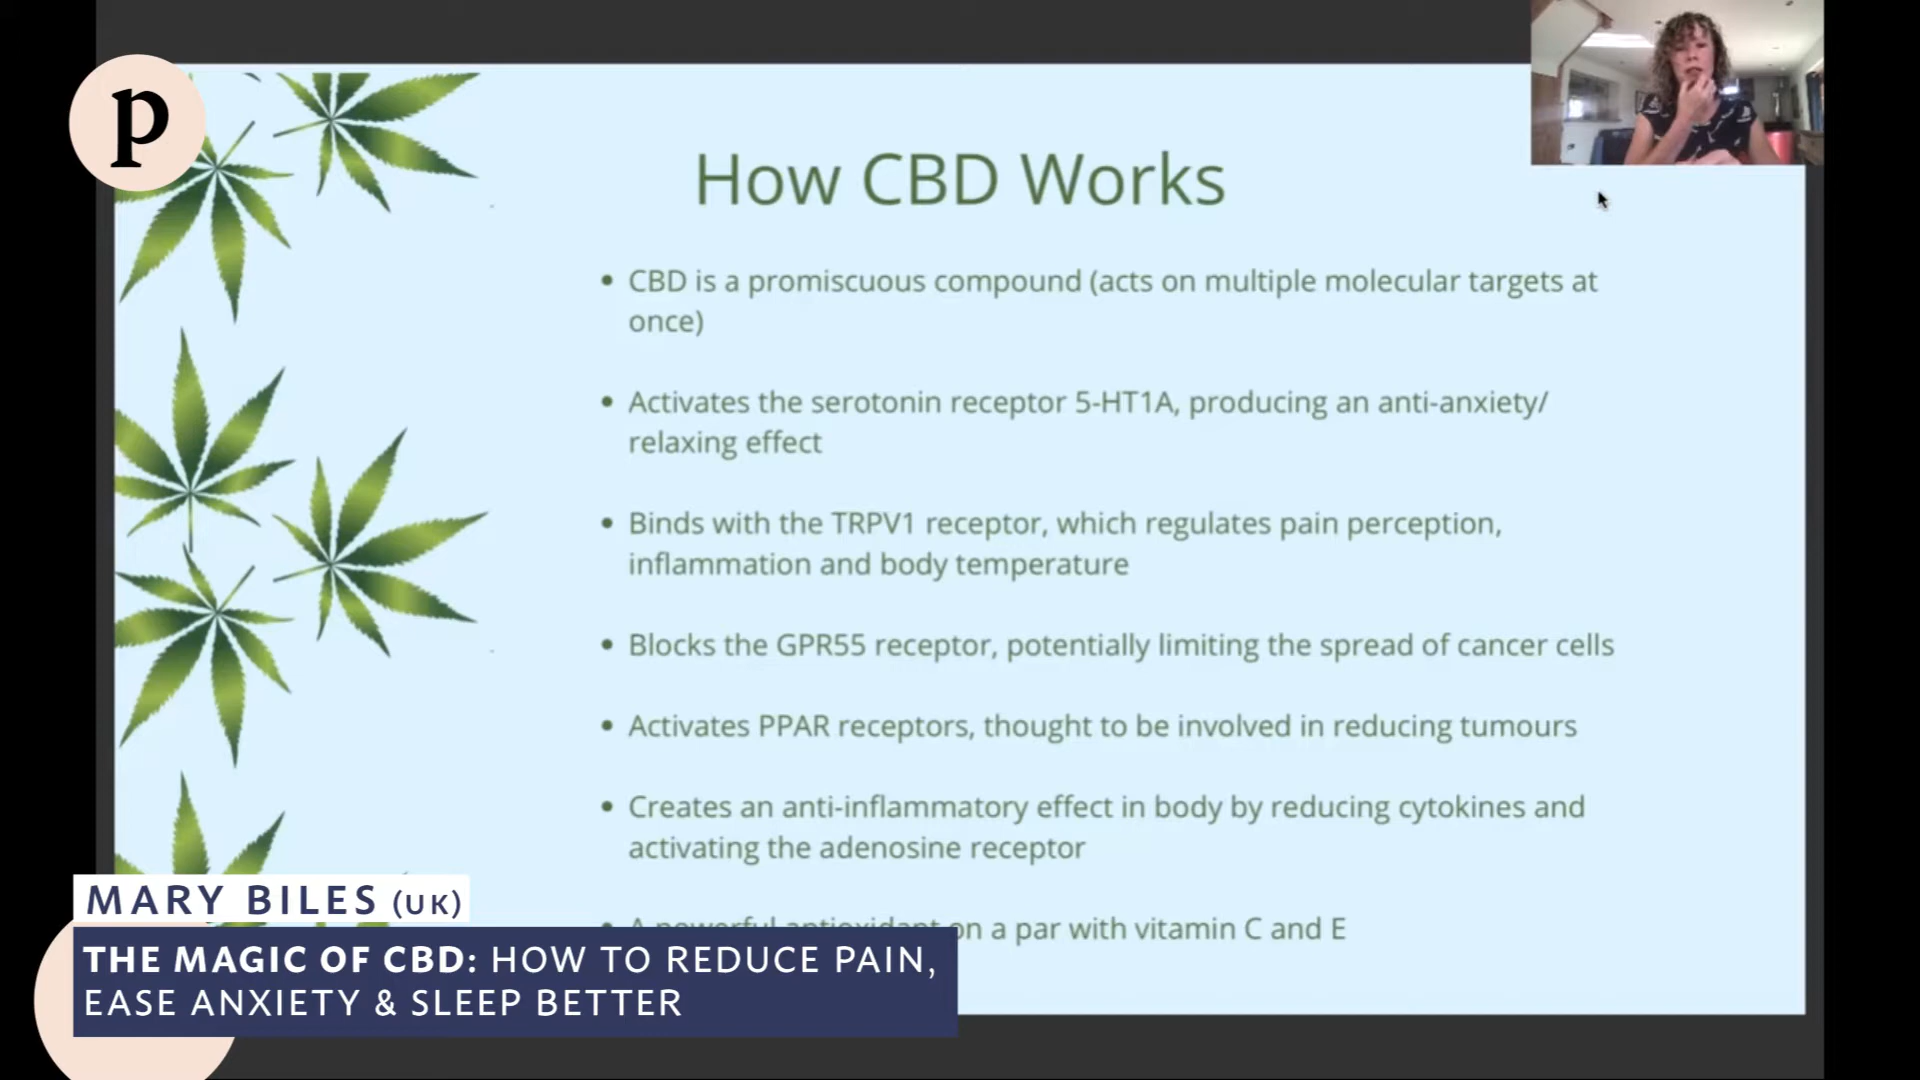 p
How CBD Works
• CBD is a promiscuous compound (acts on multiple molecular targets at
once)
• Activates the serotonin receptor 5-HT1A, producing an anti-anxiety/
relaxing effect
• Binds with the TRPV1 receptor, which regulates pain perception,
inflammation and body temperature
• Blocks the GPR55 receptor, potentially limiting the spread of cancer cells
• Activates PPAR receptors, thought to be involved in reducing tumours
• Creates an anti-inflammatory effect in body by reducing cytokines and
activating the adenosine receptor
• A powerful antioxidant on a par with vitamin C and E
MARY BILES (UK)
THE MAGIC OF CBD: HOW TO REDUCE PAIN,
EASE ANXIETY & SLEEP BETTER